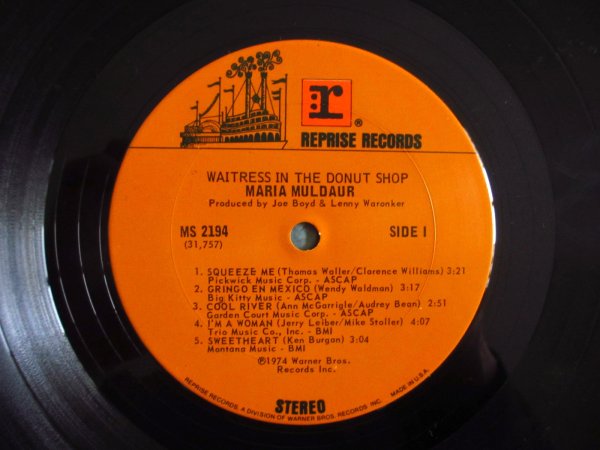 r ®
REPRISE RECORDS
WAITRESS IN THE DONUT SHOP
MARIA MULDAUR
Produced by Joe Boyd & Lenny Waronker
MS 2194 SIDE 1
(31,757)
1. SQUEEZE ME (Thomas Waller/Clarence Williams) 3:21
Pickwick Music Corp. - ASCAP
2. GRINGO EN MEXICO (Wendy Waldman) 3:17
Big Kitty Music - ASCAP
3. COOL RIVER (Ann McGarrigle/Audrey Bean) 2:51
Garden Court Music Corp. - ASCAP
4. I'M A WOMAN (Jerry Leiber/Mike Stoller) 4:07
Trio Music Co., Inc. - BMI
5. SWEETHEART (Ken Burgan) 3:04
Montana Music - BMI
℗1974 Warner Bros.
Records Inc.
STEREO
REPRISE RECORDS, A DIVISION OF WARNER BROS. RECORDS INC. MADE IN U.S.A.